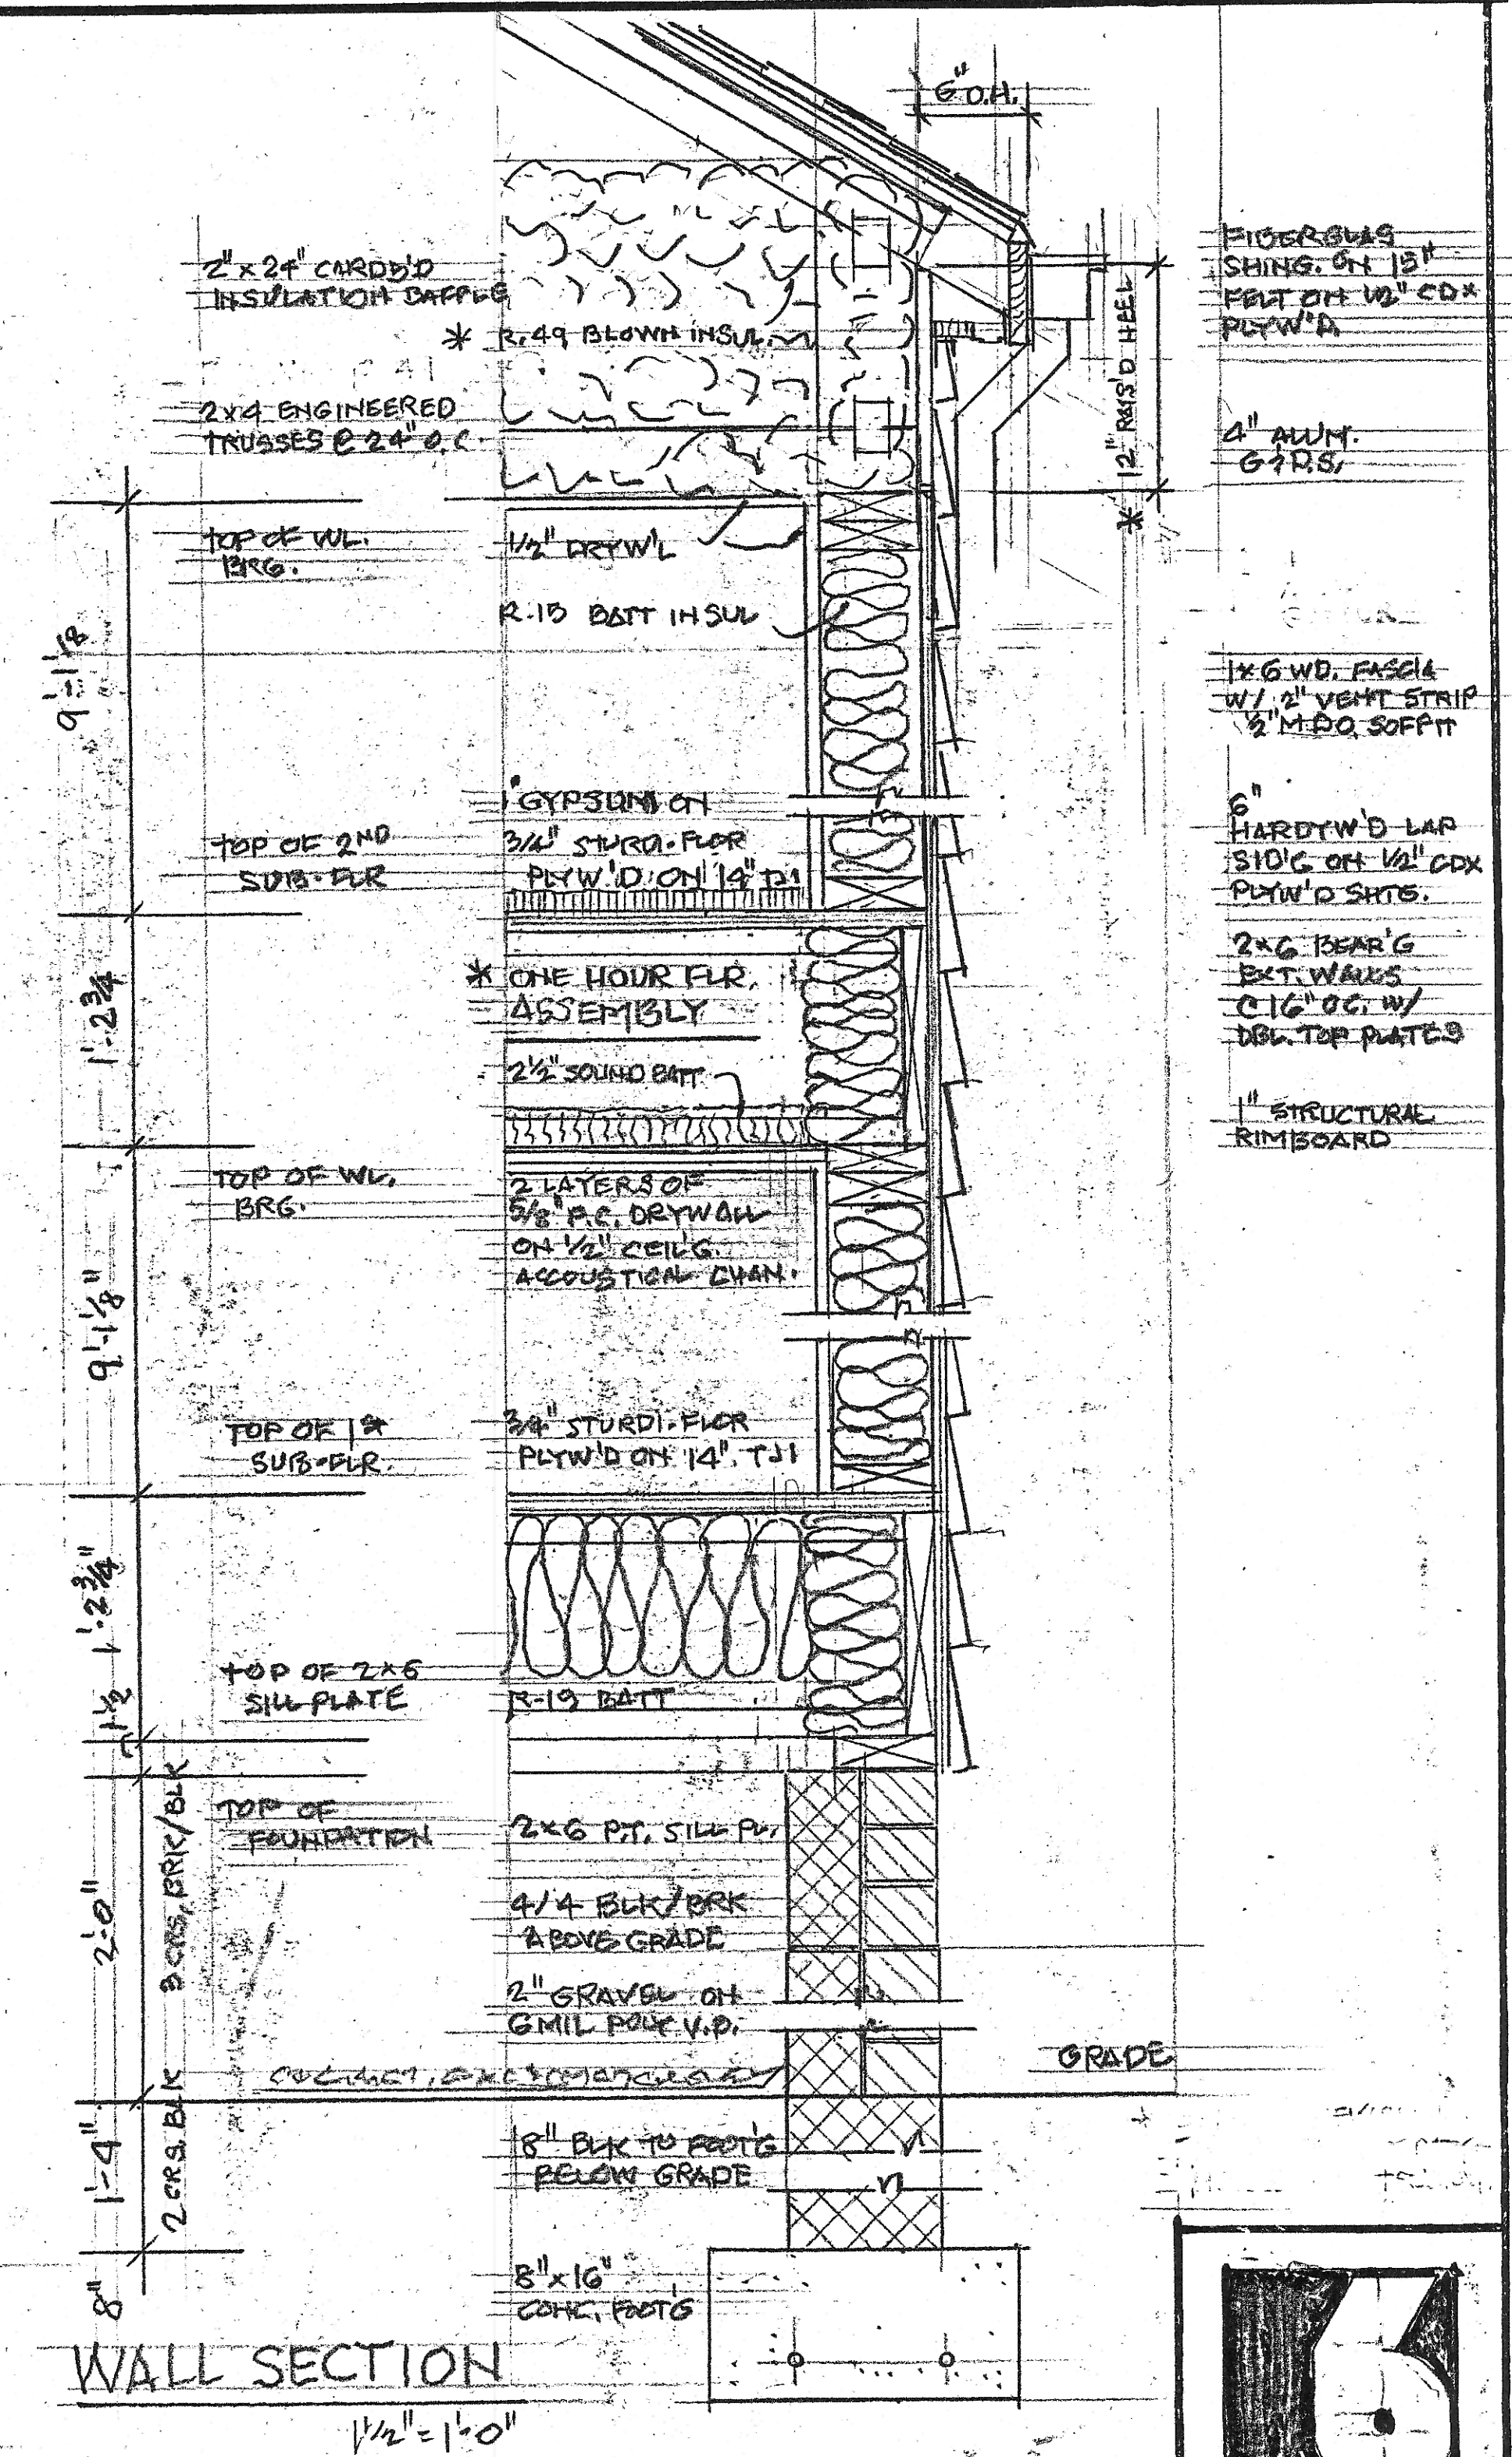 6" O.H.
2" x 24" CARDB'D
INSULATION BAFFLE
* R.49 BLOWN INSUL.
2x4 ENGINEERED
TRUSSES @ 24" O.C.
TOP OF WL.
BRG.
1/2" DRYW'L
R.15 BATT INSUL
9'-1 1/8
1" GYPSUM ON
3/4" STURDI-FLOR
PLYW'D ON 14" TJI
TOP OF 2ND
SUB-FLR
* ONE HOUR FLR.
ASSEMBLY
2 1/2" SOUND BATT
1'-2 3/4
TOP OF WL.
BRG.
2 LAYERS OF
5/8" F.C. DRYWALL
ON 1/2" CEIL'G.
ACCOUSTICAL CHAN.
9'-1 1/8"
TOP OF 1ST
SUB-FLR.
3/4" STURDI-FLOR
PLYW'D ON 14". TJI
1'-2 3/4"
TOP OF 2x6
SILL PLATE
R-19 BATT
1 1/2
TOP OF
FOUNDATION
2x6 P.T. SILL PL.
4/4 BLK/BRK
ABOVE GRADE
2" GRAVEL ON
6 MIL POLY V.B.
2'-0"
3 CRS. BRK/BLK
GRADE
8" BLK TO FOOT'G
BELOW GRADE
1'-4"
2 CRS. BLK
8"x16"
CONC. FOOT'G
8"
WALL SECTION
1 1/2" = 1'-0"
FIBERGLAS
SHING. ON 15#
FELT ON 1/2" CDX
PLYW'D
* 12" RAIS'D HEEL
4" ALUM.
G & D.S.
1x6 WD. FASCIA
W/ 2" VENT STRIP
1/2" MDO SOFFIT
6"
HARDYW'D LAP
SID'G ON 1/2" CDX
PLYW'D SHTG.
2x6 BEAR'G
EXT. WALLS
@ 16" OC. W/
DBL. TOP PLATES
1" STRUCTURAL
RIMBOARD
3